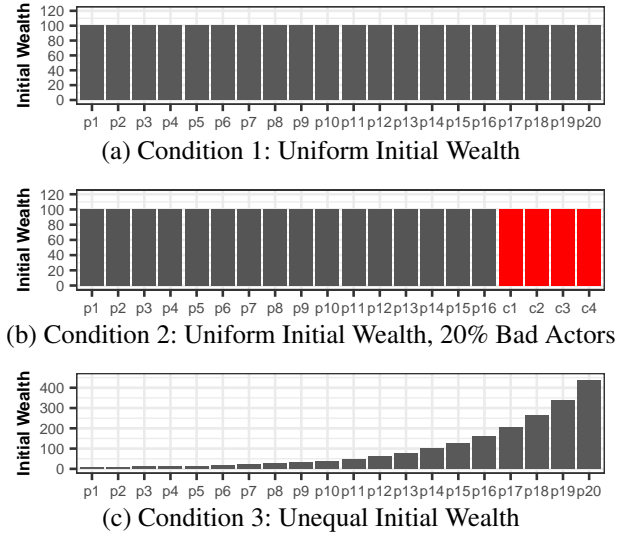 Initial Wealth
120
100
80
60
40
20
0
p1 p2 p3 p4 p5 p6 p7 p8 p9 p10 p11 p12 p13 p14 p15 p16 p17 p18 p19 p20
(a) Condition 1: Uniform Initial Wealth
Initial Wealth
120
100
80
60
40
20
0
p1 p2 p3 p4 p5 p6 p7 p8 p9 p10 p11 p12 p13 p14 p15 p16 c1 c2 c3 c4
(b) Condition 2: Uniform Initial Wealth, 20% Bad Actors
Initial Wealth
400
300
200
100
0
p1 p2 p3 p4 p5 p6 p7 p8 p9 p10 p11 p12 p13 p14 p15 p16 p17 p18 p19 p20
(c) Condition 3: Unequal Initial Wealth